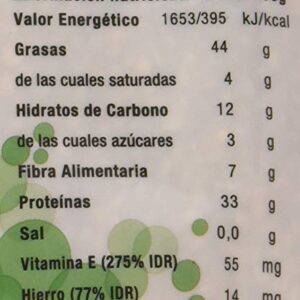 Valor Energético 1653/395 kJ/kcal
Grasas 44 g
de las cuales saturadas 4 g
Hidratos de Carbono 12 g
de las cuales azúcares 3 g
Fibra Alimentaria 7 g
Proteínas 33 g
Sal 0,0 g
Vitamina E (275% IDR) 55 mg
Hierro (77% IDR) 14 mg